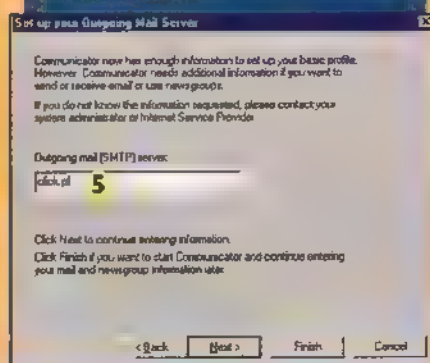 Set up your Outgoing Mail Server
Communicator now has enough information to set up your basic profile.
However, Communicator needs additional information if you want to
send or receive email or use newsgroups.
If you do not know the information requested, please contact your
system administrator or Internet Service Provider
Outgoing mail (SMTP) server:
click.pl 5
Click Next to continue entering information.
Click Finish if you want to start Communicator and continue entering
your mail and newsgroup information later.
< Back Next > Finish Cancel